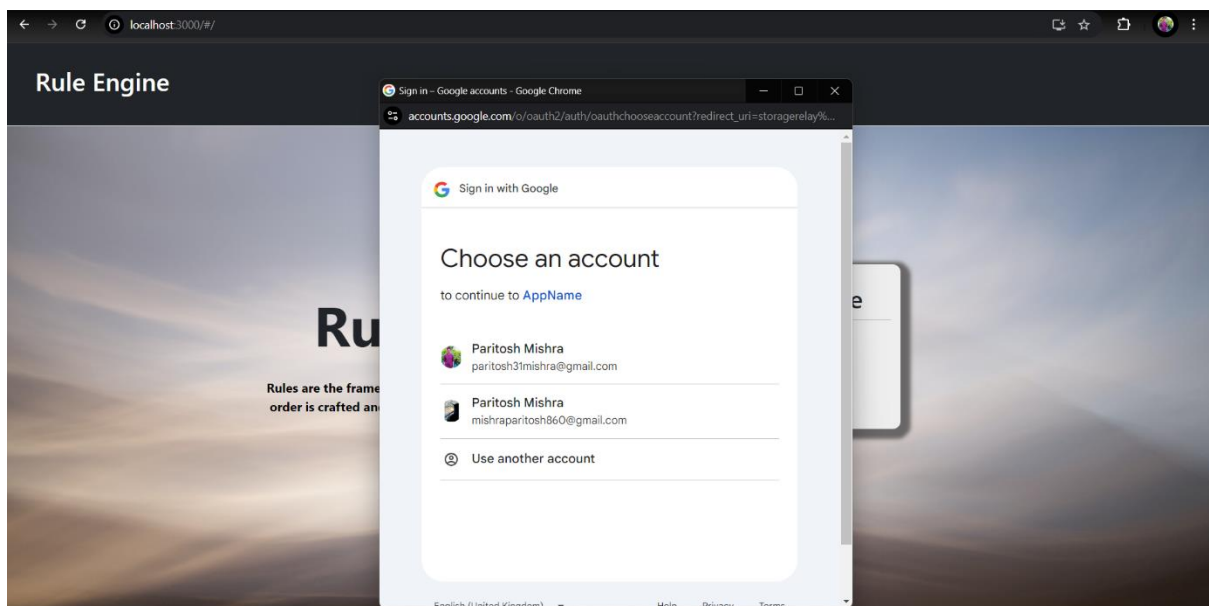 localhost:3000/#/
Rule Engine
Sign in – Google accounts - Google Chrome
accounts.google.com/o/oauth2/auth/oauthchooseaccount?redirect_uri=storagerelay%...
Sign in with Google
Choose an account
to continue to AppName
Ru
e
Paritosh Mishra
paritosh31mishra@gmail.com
Rules are the frame
order is crafted an
Paritosh Mishra
mishraparitosh860@gmail.com
Use another account
English (United Kingdom)
Help Privacy Terms